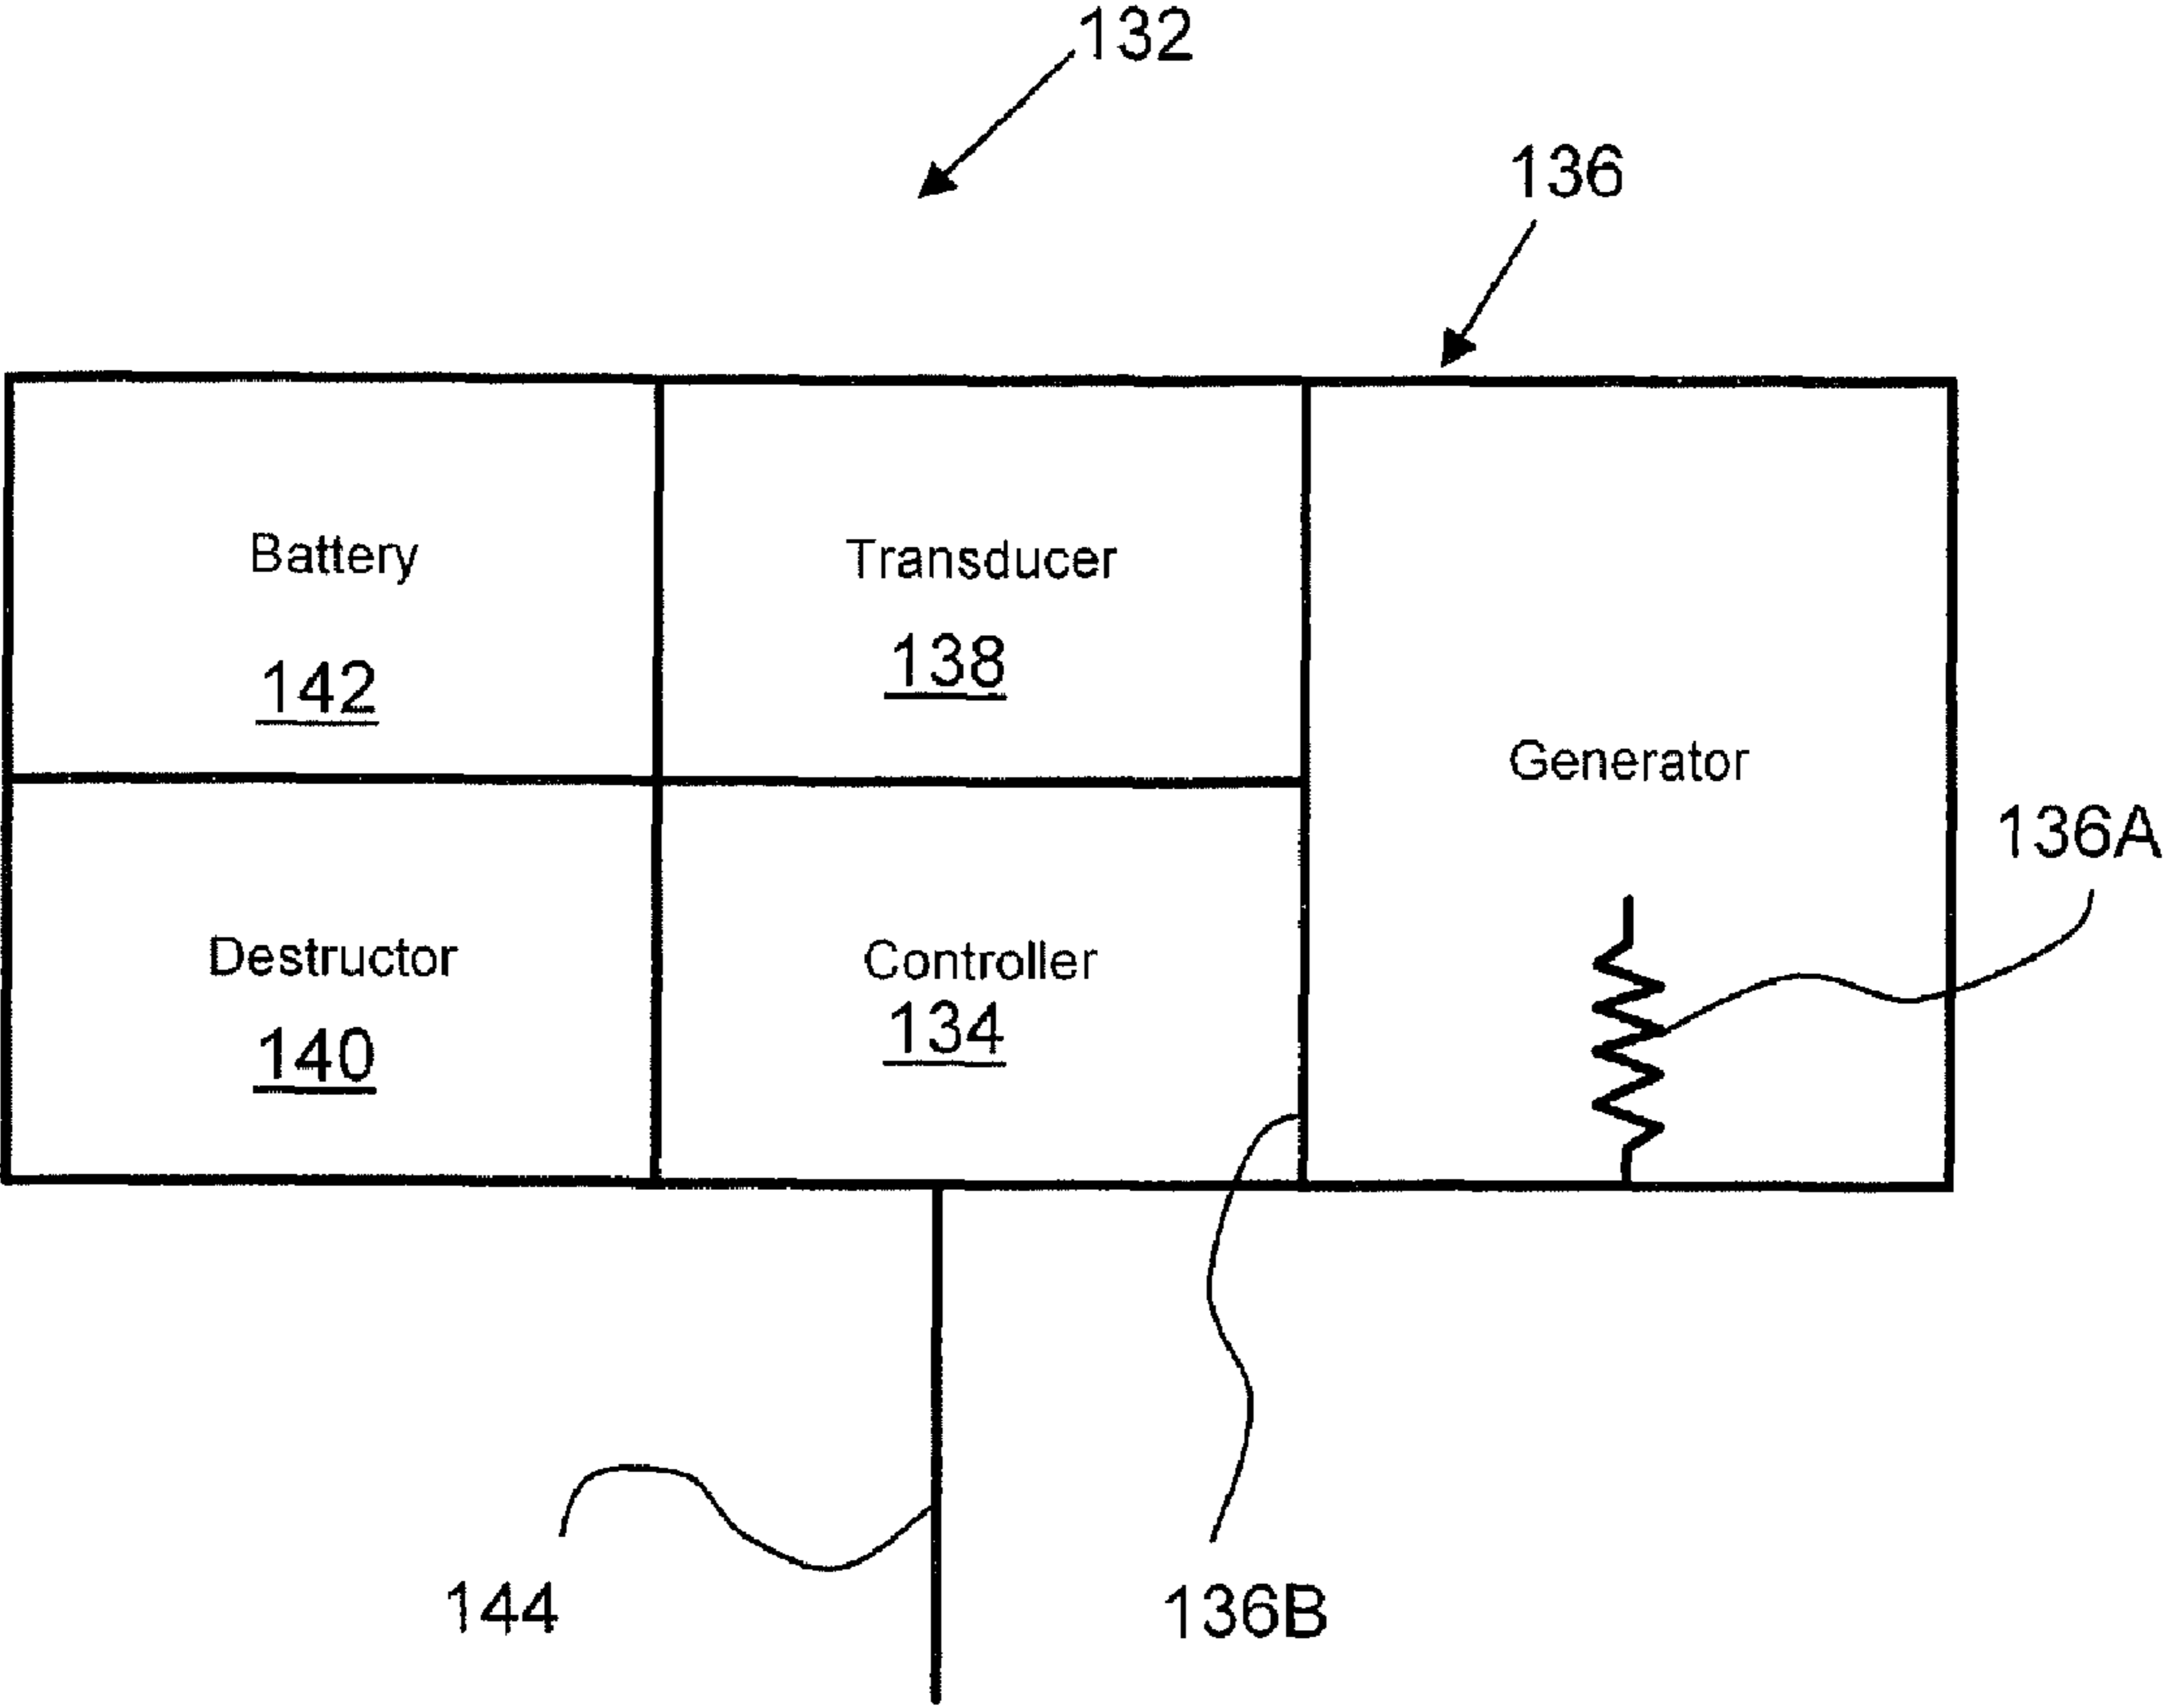 132
136
Battery
142
Transducer
138
Generator
136A
Destructor
140
Controller
134
144
136B